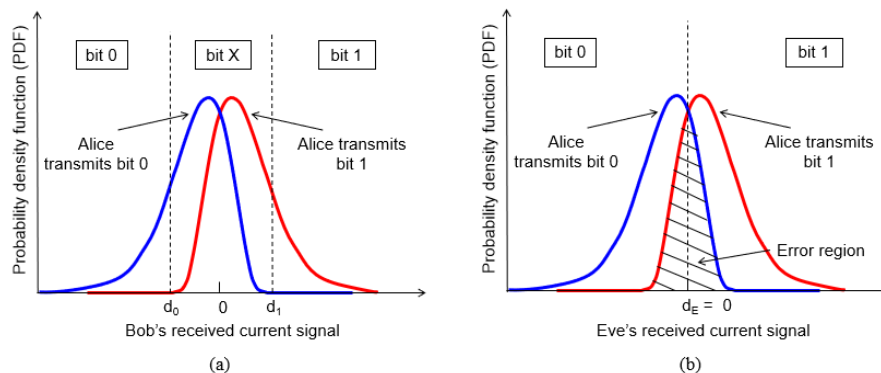 Probability density function (PDF)
bit 0
bit X
bit 1
Alice
transmits bit 0
Alice transmits
bit 1
d0
0
d1
Bob's received current signal
(a)
Probability density function (PDF)
bit 0
bit 1
Alice
transmits bit 0
Alice transmits
bit 1
Error region
dE = 0
Eve's received current signal
(b)